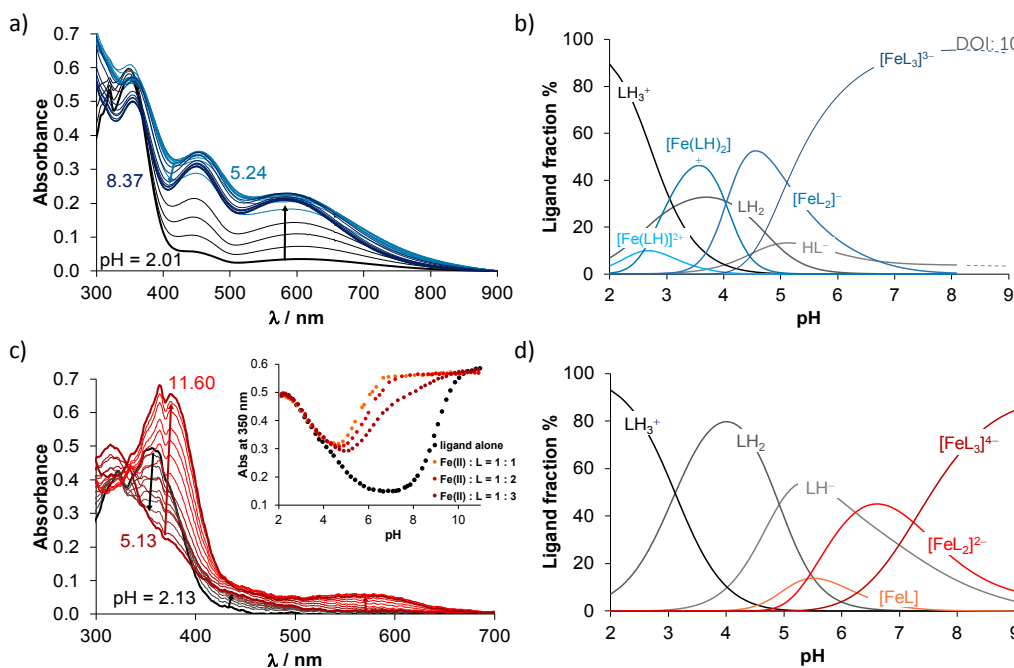 a)
0.7
0.6
0.5
0.4
0.3
0.2
0.1
0.0
Absorbance
8.37
5.24
pH = 2.01
300 400 500 600 700 800 900
λ / nm
b)
DOI: 10
100
80
60
40
20
0
Ligand fraction %
LH₃⁺
[Fe(LH)₂]
+
[FeL₃]³⁻
[FeL₂]⁻
LH₂
[Fe(LH)]²⁺
HL⁻
2 3 4 5 6 7 8 9
pH
c)
0.7
0.6
0.5
0.4
0.3
0.2
0.1
0.0
Absorbance
11.60
5.13
pH = 2.13
300 400 500 600 700
λ / nm
0.6
0.5
0.4
0.3
0.2
0.1
Abs at 350 nm
ligand alone
Fe(II) : L = 1 : 1
Fe(II) : L = 1 : 2
Fe(II) : L = 1 : 3
2 4 6 8 10
pH
d)
100
80
60
40
20
0
Ligand fraction %
LH₃⁺
LH₂
LH⁻
[FeL₃]⁴⁻
[FeL₂]²⁻
[FeL]
2 3 4 5 6 7 8 9
pH